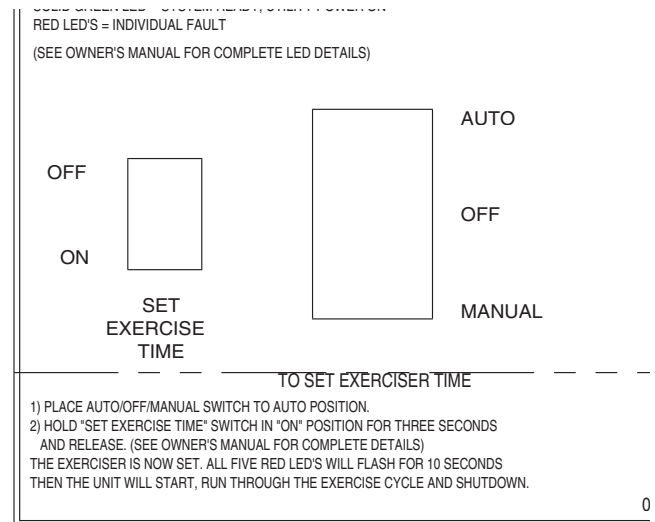 RED LED'S = INDIVIDUAL FAULT
(SEE OWNER'S MANUAL FOR COMPLETE LED DETAILS)
AUTO
OFF
OFF
ON
SET
EXERCISE
TIME
MANUAL
TO SET EXERCISER TIME
1) PLACE AUTO/OFF/MANUAL SWITCH TO AUTO POSITION.
2) HOLD "SET EXERCISE TIME" SWITCH IN "ON" POSITION FOR THREE SECONDS
AND RELEASE. (SEE OWNER'S MANUAL FOR COMPLETE DETAILS)
THE EXERCISER IS NOW SET. ALL FIVE RED LED'S WILL FLASH FOR 10 SECONDS
THEN THE UNIT WILL START, RUN THROUGH THE EXERCISE CYCLE AND SHUTDOWN.
0